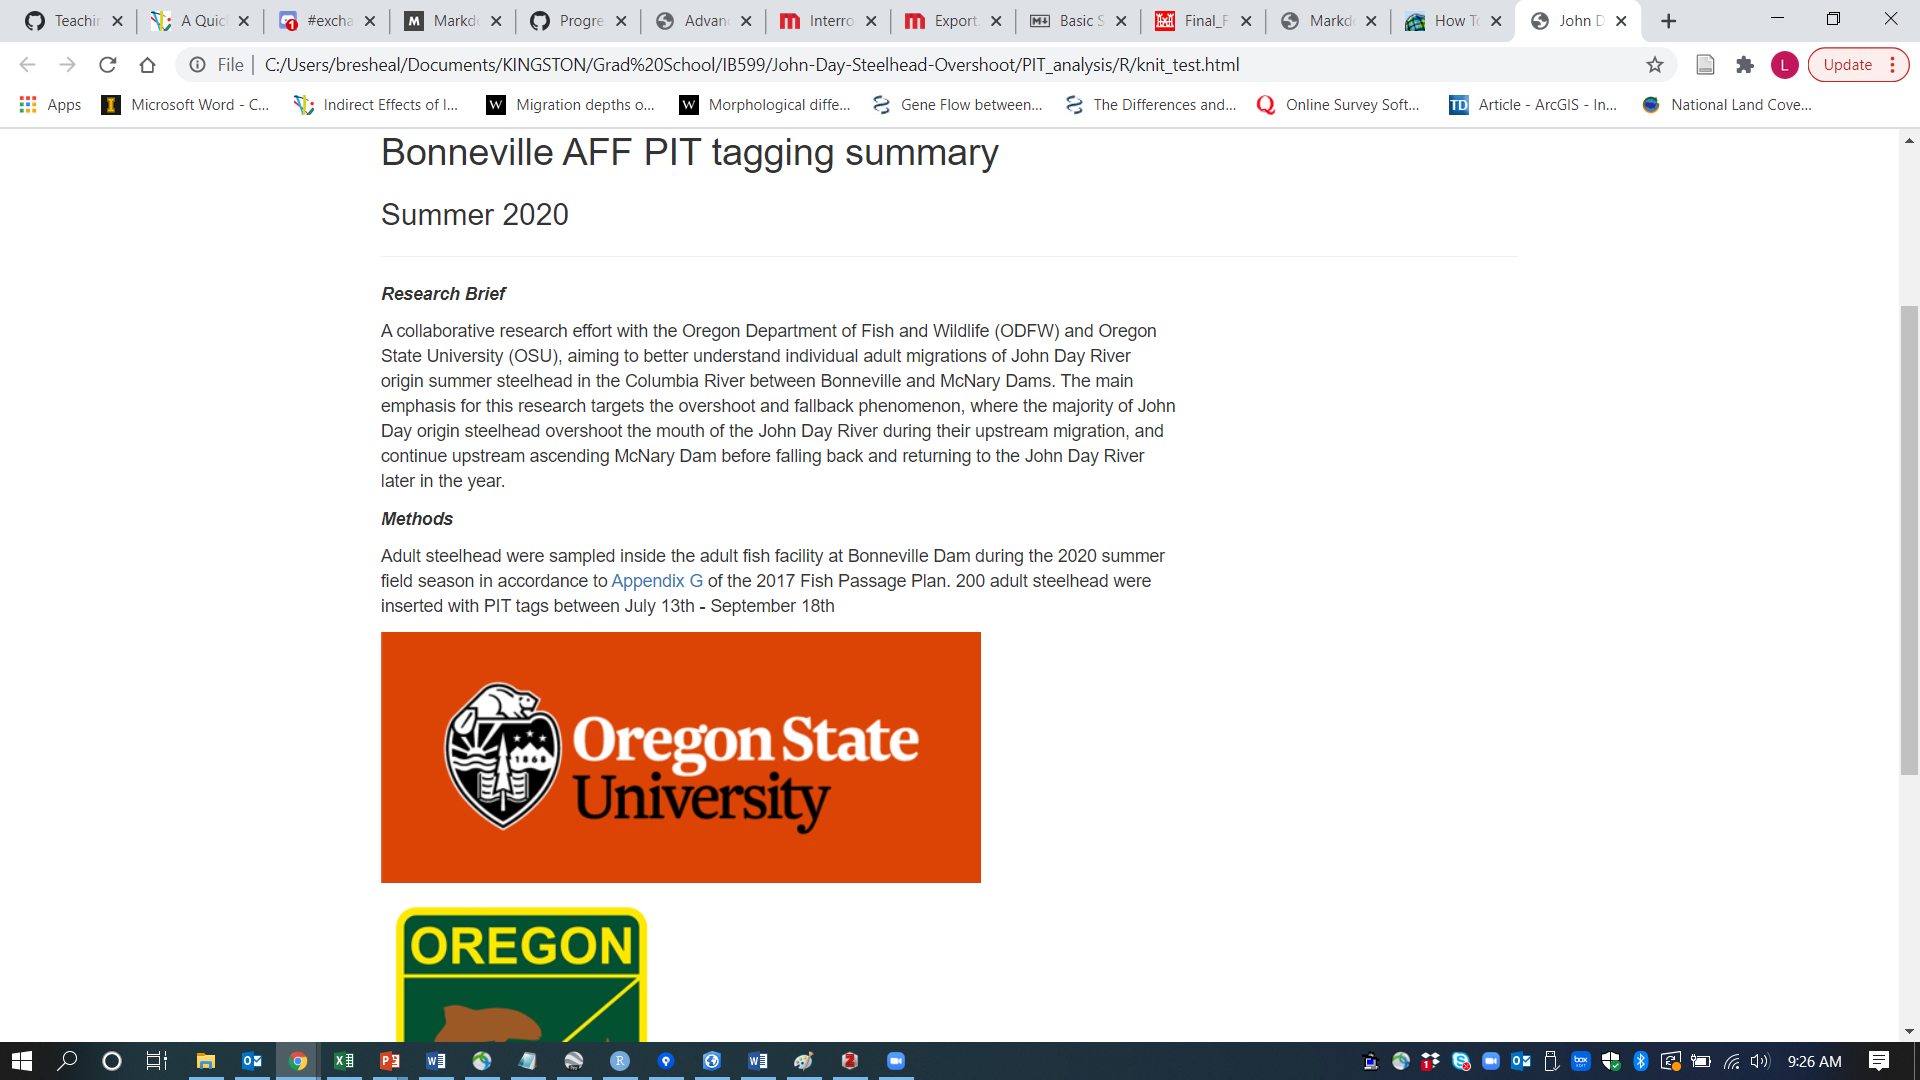 Teachin
A Quic
#excha
Markdo
Progre
Advan
Interro
Export
Basic S
Final_F
Markd
How To
John D
File
C:/Users/bresheal/Documents/KINGSTON/Grad%20School/IB599/John-Day-Steelhead-Overshoot/PIT_analysis/R/knit_test.html
L
Update
Apps
Microsoft Word - C...
Indirect Effects of I...
Migration depths o...
Morphological diffe...
Gene Flow between...
The Differences and...
Online Survey Soft...
Article - ArcGIS - In...
National Land Cove...
Bonneville AFF PIT tagging summary
Summer 2020
Research Brief
A collaborative research effort with the Oregon Department of Fish and Wildlife (ODFW) and Oregon
State University (OSU), aiming to better understand individual adult migrations of John Day River
origin summer steelhead in the Columbia River between Bonneville and McNary Dams. The main
emphasis for this research targets the overshoot and fallback phenomenon, where the majority of John
Day origin steelhead overshoot the mouth of the John Day River during their upstream migration, and
continue upstream ascending McNary Dam before falling back and returning to the John Day River
later in the year.
Methods
Adult steelhead were sampled inside the adult fish facility at Bonneville Dam during the 2020 summer
field season in accordance to Appendix G of the 2017 Fish Passage Plan. 200 adult steelhead were
inserted with PIT tags between July 13th - September 18th
1868
Oregon State
University
OREGON
9:26 AM